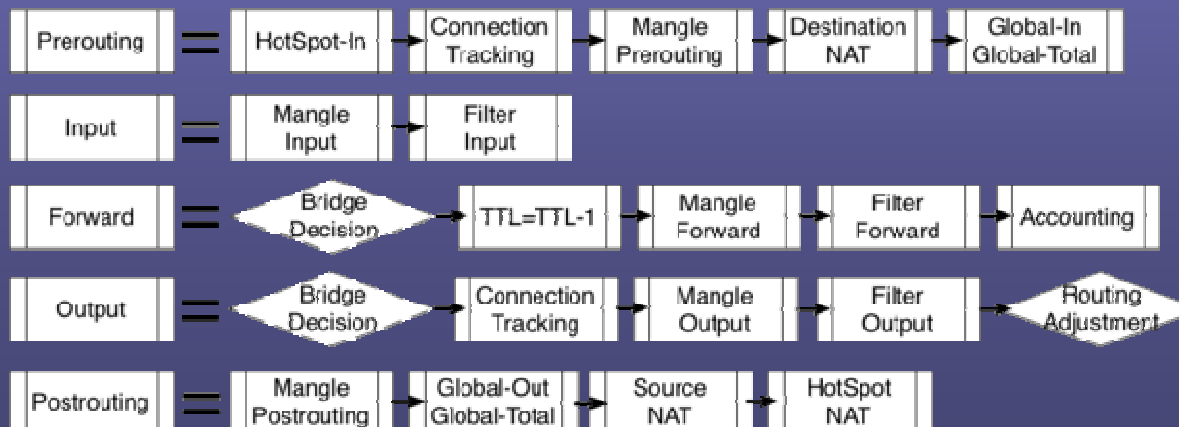 Prerouting
=
HotSpot-In
Connection
Tracking
Mangle
Prerouting
Destination
NAT
Global-In
Global-Total
Input
=
Mangle
Input
Filter
Input
Forward
=
Bridge
Decision
TTL=TTL-1
Mangle
Forward
Filter
Forward
Accounting
Output
=
Bridge
Decision
Connection
Tracking
Mangle
Output
Filter
Output
Routing
Adjustment
Postrouting
=
Mangle
Postrouting
Global-Out
Global-Total
Source
NAT
HotSpot
NAT